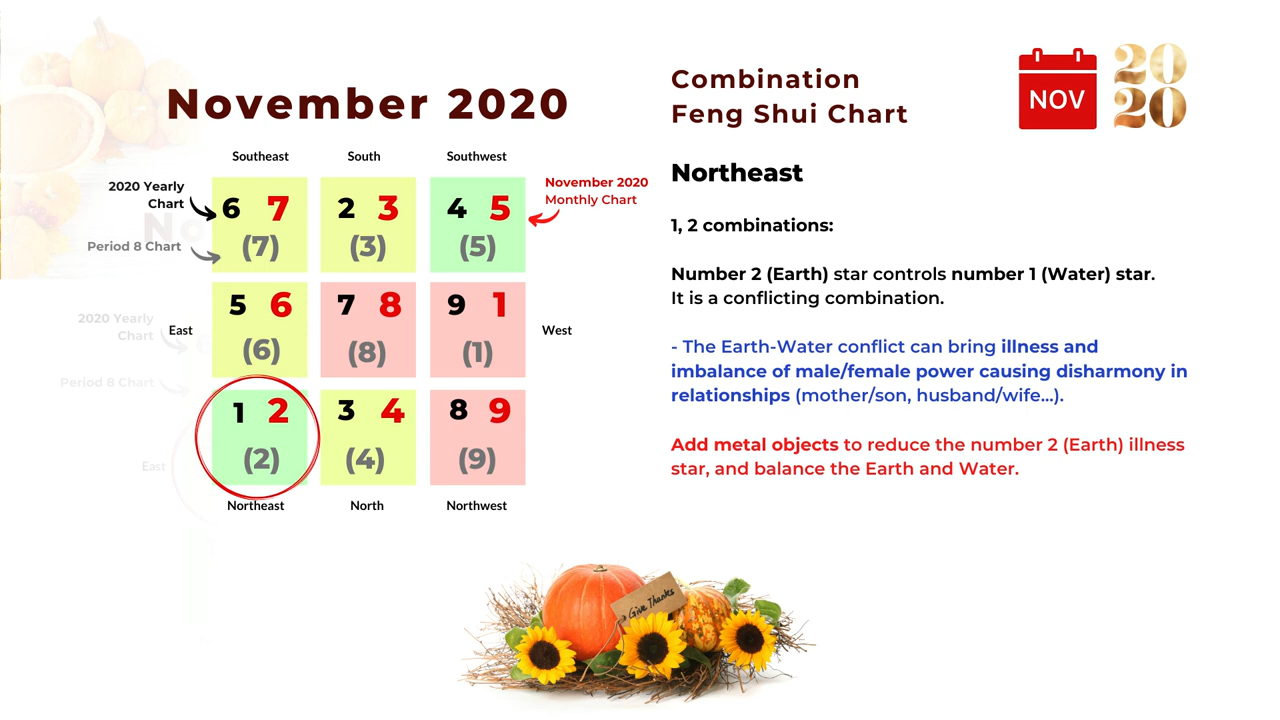 November 2020
Combination
Feng Shui Chart
NOV
20
20
Southeast South Southwest
2020 Yearly
Chart
Period 8 Chart
November 2020
Monthly Chart
6 7 2 3 4 5
(7) (3) (5)
5 6 7 8 9 1
(6) (8) (1)
East
West
1 2 3 4 8 9
(2) (4) (9)
Northeast North Northwest
No
2020 Yearly
Chart
Period 8 Chart
East
Northeast
1, 2 combinations:
Number 2 (Earth) star controls number 1 (Water) star.
It is a conflicting combination.
- The Earth-Water conflict can bring illness and
imbalance of male/female power causing disharmony in
relationships (mother/son, husband/wife...).
Add metal objects to reduce the number 2 (Earth) illness
star, and balance the Earth and Water.
Give Thanks